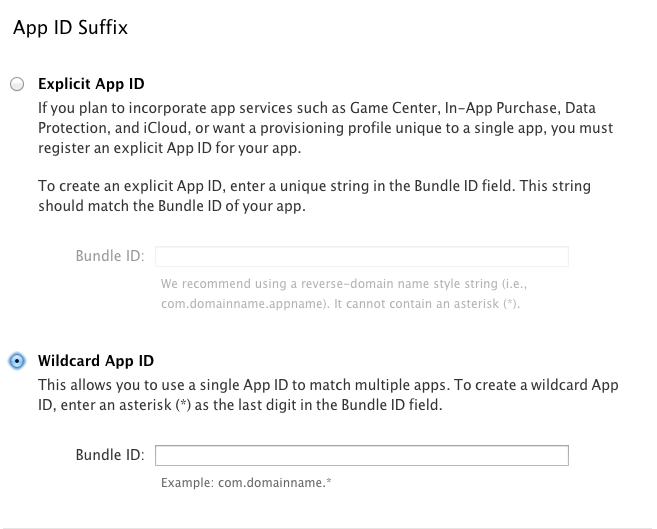 App ID Suffix
Explicit App ID
If you plan to incorporate app services such as Game Center, In-App Purchase, Data
Protection, and iCloud, or want a provisioning profile unique to a single app, you must
register an explicit App ID for your app.
To create an explicit App ID, enter a unique string in the Bundle ID field. This string
should match the Bundle ID of your app.
Bundle ID:
We recommend using a reverse-domain name style string (i.e.,
com.domainname.appname). It cannot contain an asterisk (*).
Wildcard App ID
This allows you to use a single App ID to match multiple apps. To create a wildcard App
ID, enter an asterisk (*) as the last digit in the Bundle ID field.
Bundle ID:
Example: com.domainname.*